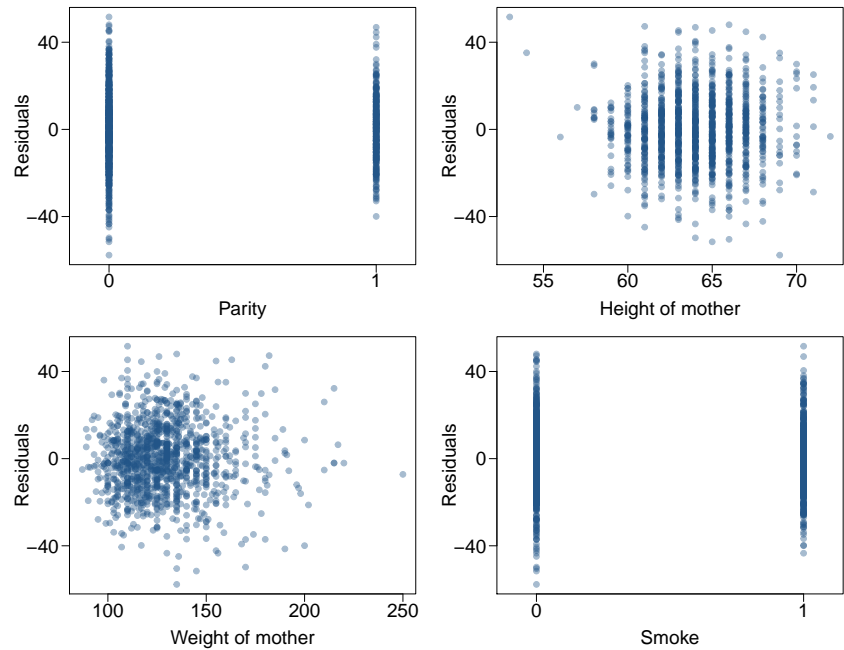 40
0
−40
Residuals
0 1
Parity
40
0
−40
Residuals
55 60 65 70
Height of mother
40
0
−40
Residuals
100 150 200 250
Weight of mother
40
0
−40
Residuals
0 1
Smoke